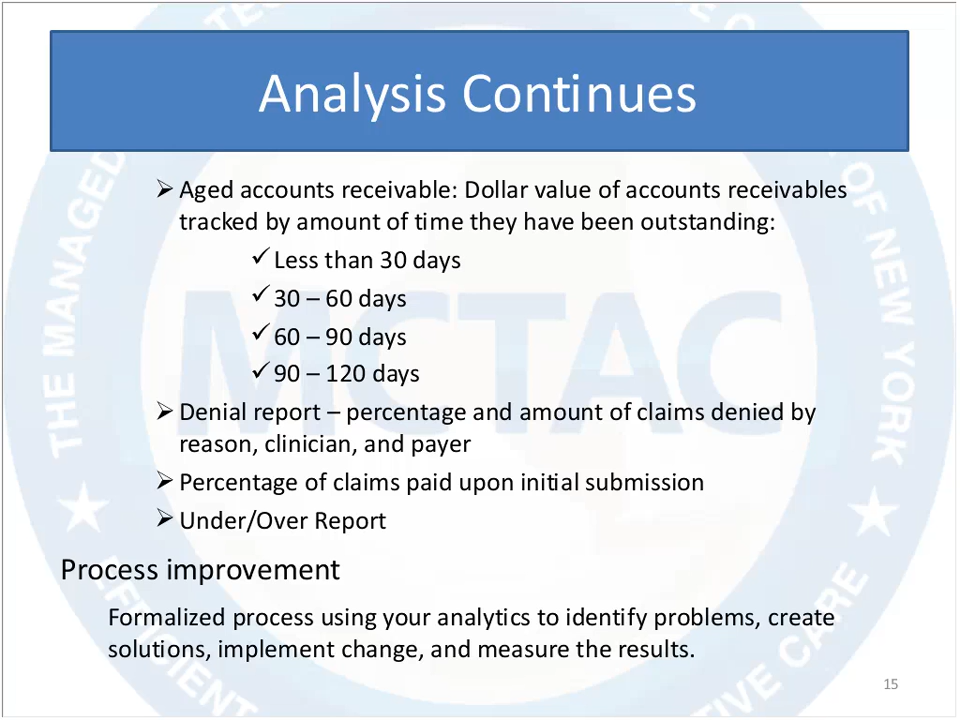 Analysis Continues
➢ Aged accounts receivable: Dollar value of accounts receivables
tracked by amount of time they have been outstanding:
✓ Less than 30 days
✓ 30 – 60 days
✓ 60 – 90 days
✓ 90 – 120 days
➢ Denial report – percentage and amount of claims denied by
reason, clinician, and payer
➢ Percentage of claims paid upon initial submission
➢ Under/Over Report
Process improvement
Formalized process using your analytics to identify problems, create
solutions, implement change, and measure the results.
15
MCTAC
THE MANAGED
OF NEW YORK